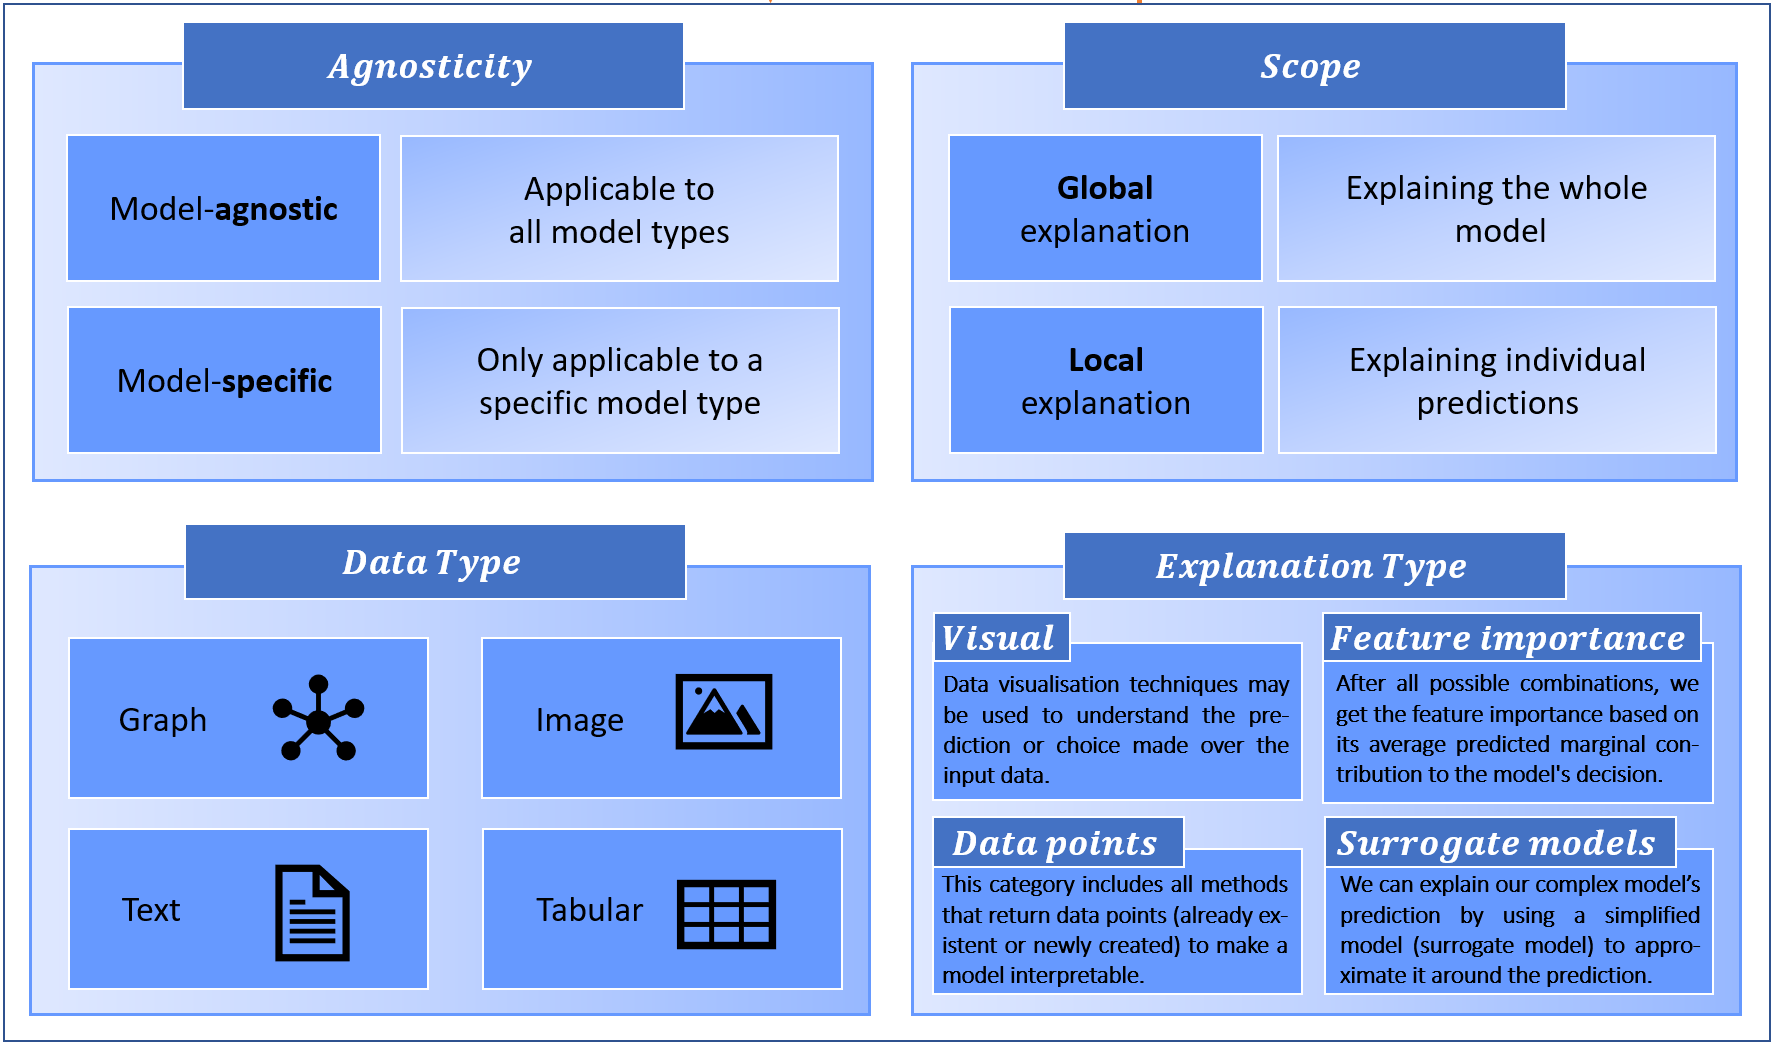 Agnosticity
Model-agnostic
Applicable to
all model types
Model-specific
Only applicable to a
specific model type
Scope
Global
explanation
Explaining the whole
model
Local
explanation
Explaining individual
predictions
Data Type
Graph
Image
Text
Tabular
Explanation Type
Visual
Data visualisation techniques may
be used to understand the pre-
diction or choice made over the
input data.
Feature importance
After all possible combinations, we
get the feature importance based on
its average predicted marginal con-
tribution to the model's decision.
Data points
This category includes all methods
that return data points (already ex-
istent or newly created) to make a
model interpretable.
Surrogate models
We can explain our complex model’s
prediction by using a simplified
model (surrogate model) to appro-
ximate it around the prediction.